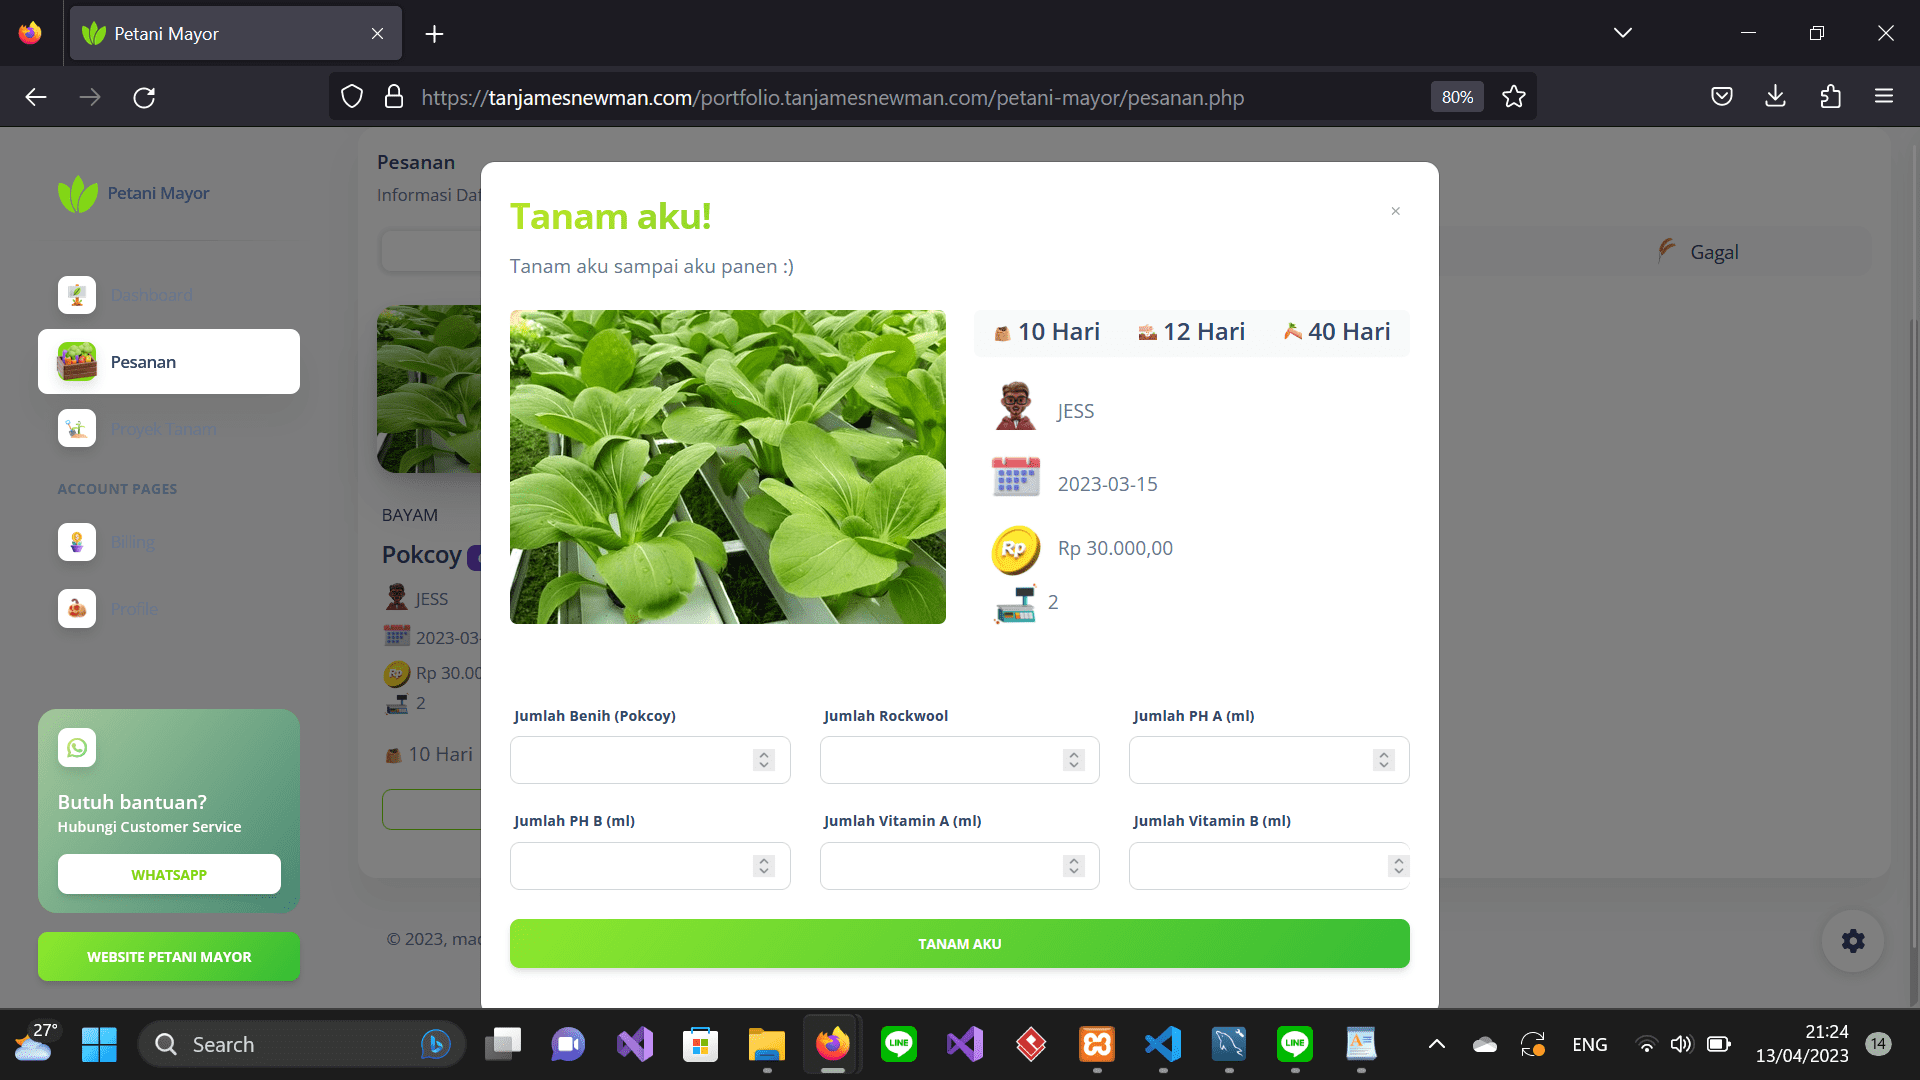 Petani Mayor
https://tanjamesnewman.com/portfolio.tanjamesnewman.com/petani-mayor/pesanan.php
80%
Petani Mayor
Dashboard
Pesanan
Proyek Tanam
ACCOUNT PAGES
Billing
Profile
Butuh bantuan?
Hubungi Customer Service
WHATSAPP
WEBSITE PETANI MAYOR
Pesanan
Informasi Daf
Gagal
BAYAM
Pokcoy
JESS
2023-03-
Rp 30.00
2
10 Hari
© 2023, mad
Tanam aku!
×
Tanam aku sampai aku panen :)
10 Hari
12 Hari
40 Hari
JESS
2023-03-15
Rp
Rp 30.000,00
2
Jumlah Benih (Pokcoy)
Jumlah Rockwool
Jumlah PH A (ml)
Jumlah PH B (ml)
Jumlah Vitamin A (ml)
Jumlah Vitamin B (ml)
TANAM AKU
27°
Search
LINE
LINE
ENG
21:24
13/04/2023
14